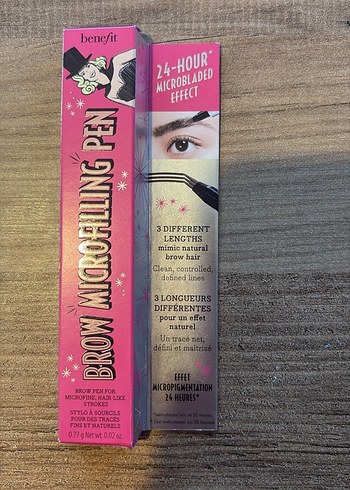 benefit
BROW MICROFILLING PEN
BROW PEN FOR
MICROFINE, HAIR LIKE
STROKES
STYLO À SOURCILS
POUR DES TRACÉS
FINS ET NATURELS
0.77 g Net wt. 0.02 oz.
24-HOUR*
MICROBLADED
EFFECT
3 DIFFERENT
LENGTHS
mimic natural
brow hair
Clean, controlled,
defined lines
3 LONGUEURS
DIFFÉRENTES
pour un effet
naturel
Un tracé net,
défini et maîtrisé
EFFET
MICROPIGMENTATION
24 HEURES*